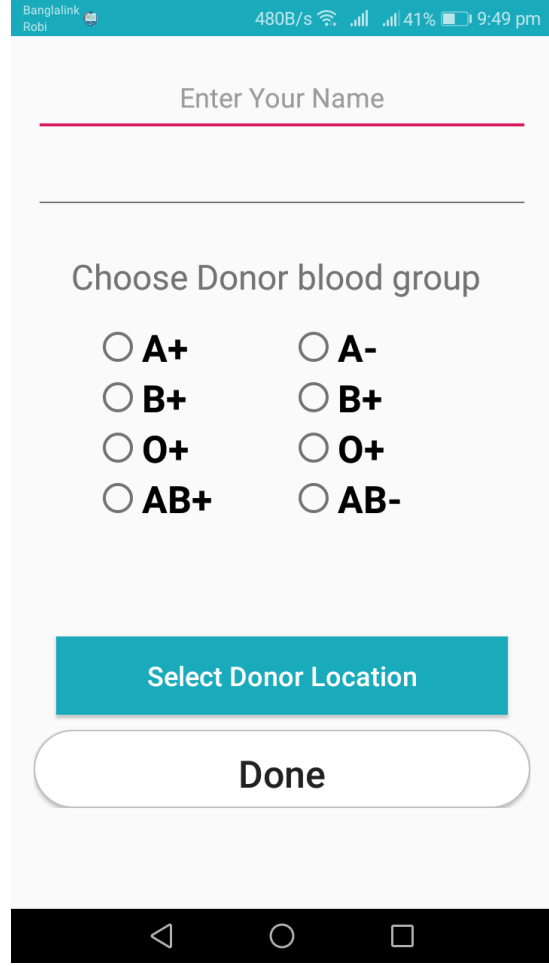 Banglalink
Robi
480B/s 41% 9:49 pm
Enter Your Name
Choose Donor blood group
A+ A-
B+ B+
O+ O+
AB+ AB-
Select Donor Location
Done